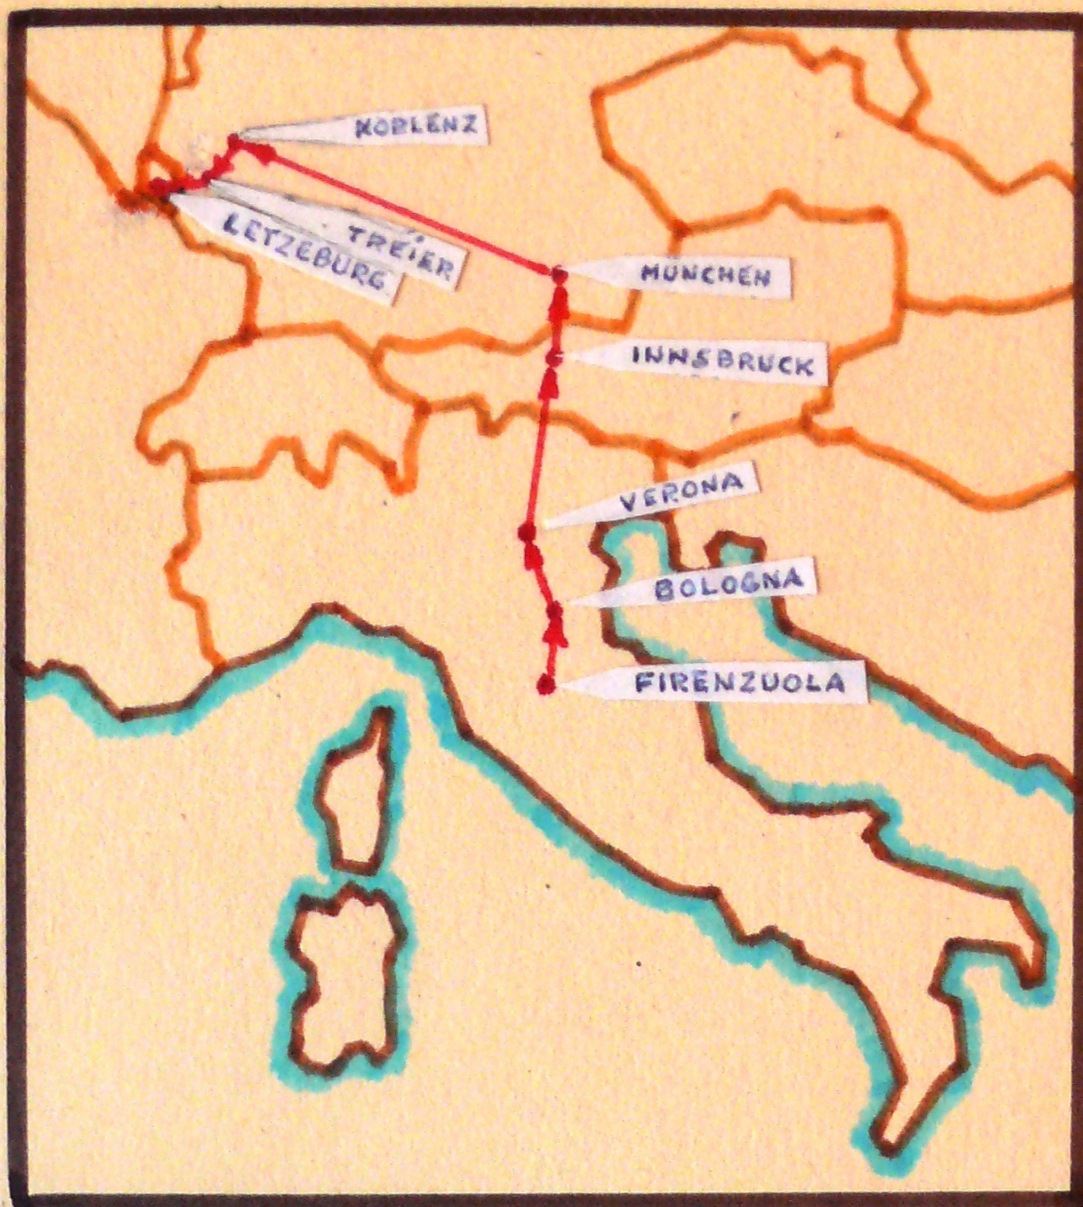 KOBLENZ
TREIER
LETZEBURG
MUNCHEN
INNSBRUCK
VERONA
BOLOGNA
FIRENZUOLA